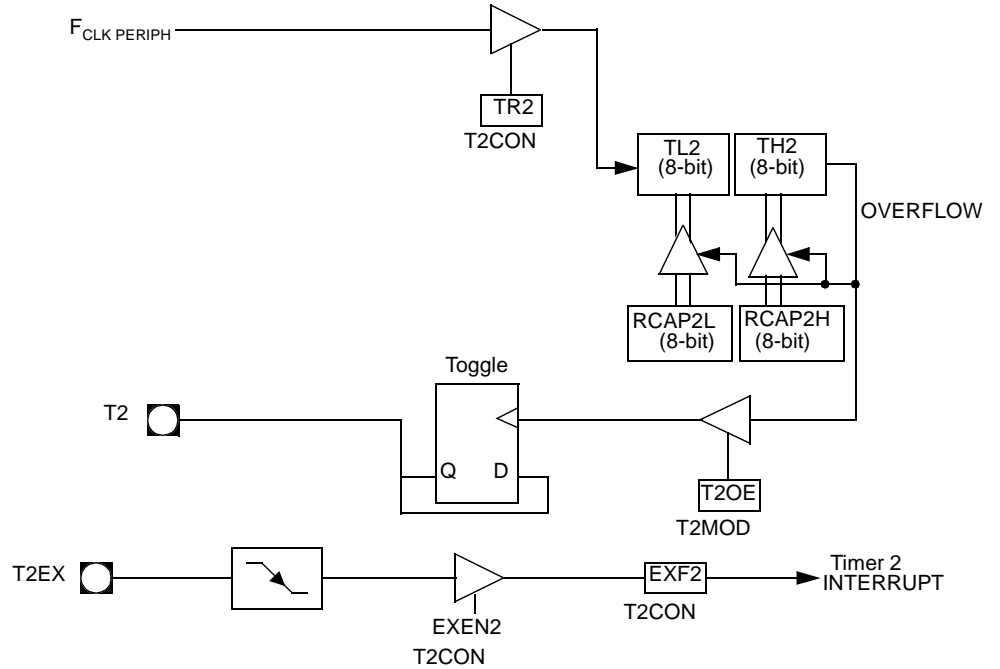 FCLK PERIPH
TR2
T2CON
TL2
(8-bit)
TH2
(8-bit)
OVERFLOW
RCAP2L
(8-bit)
RCAP2H
(8-bit)
Toggle
T2
Q
D
T2OE
T2MOD
T2EX
EXEN2
T2CON
EXF2
T2CON
Timer 2
INTERRUPT